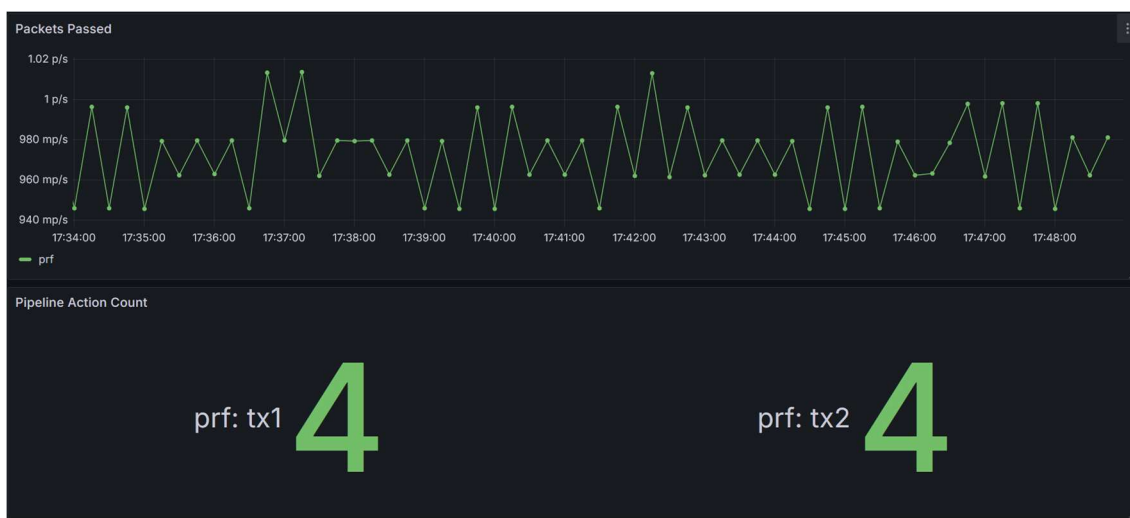 Packets Passed
1.02 p/s
1 p/s
980 mp/s
960 mp/s
940 mp/s
17:34:00 17:35:00 17:36:00 17:37:00 17:38:00 17:39:00 17:40:00 17:41:00 17:42:00 17:43:00 17:44:00 17:45:00 17:46:00 17:47:00 17:48:00
prf
Pipeline Action Count
prf: tx1 4 prf: tx2 4